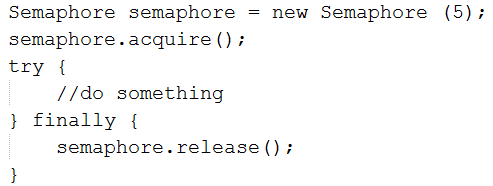 Semaphore semaphore = new Semaphore (5);
semaphore.acquire();
try {
    //do something
} finally {
    semaphore.release();
}